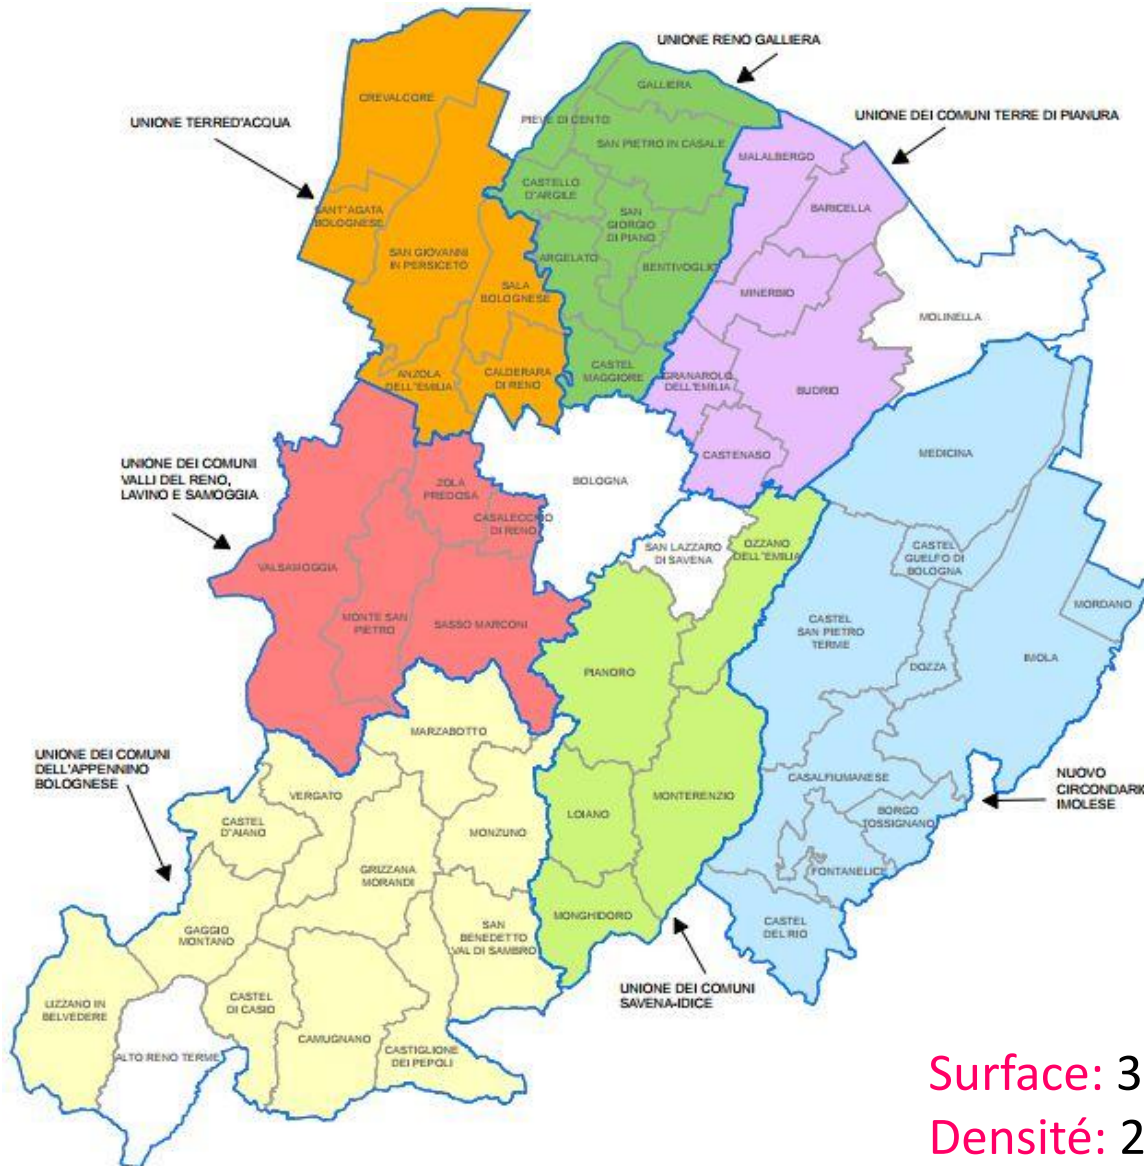 UNIONE RENO GALLIERA
GALLIERA
CREVALCORE
UNIONE TERRED'ACQUA
PIEVE DI CENTO
UNIONE DEI COMUNI TERRE DI PIANURA
SAN PIETRO IN CASALE
MALALBERGO
CASTELLO
D'ARGILE
SANT'AGATA
BOLOGNESE
SAN
GIORGIO
DI PIANO
BARICELLA
SAN GIOVANNI
IN PERSICETO
ARGELATO
BENTIVOGLIO
SALA
BOLOGNESE
MINERBIO
MOLINELLA
ANZOLA
DELL'EMILIA
CALDERARA
DI RENO
CASTEL
MAGGIORE
GRANAROLO
DELL'EMILIA
BUDRIO
CASTENASO
MEDICINA
UNIONE DEI COMUNI
VALLI DEL RENO,
LAVINO E SAMOGGIA
ZOLA
PREDOSA
BOLOGNA
CASALECCHIO
DI RENO
SAN LAZZARO
DI SAVENA
OZZANO
DELL'EMILIA
CASTEL
GUELFO DI
BOLOGNA
VALSAMOGGIA
MORDANO
MONTE SAN
PIETRO
SASSO MARCONI
CASTEL
SAN PIETRO
TERME
IMOLA
DOZZA
PIANORO
MARZABOTTO
UNIONE DEI COMUNI
DELL'APPENNINO
BOLOGNESE
VERGATO
CASALFIUMANESE
NUOVO
CIRCONDARI
IMOLESE
MONTERENZIO
CASTEL
D'AIANO
LOIANO
BORGO
TOSSIGNANO
MONZUNO
GRIZZANA
MORANDI
FONTANELICE
GAGGIO
MONTANO
SAN
BENEDETTO
VAL DI SAMBRO
MONGHIDORO
CASTEL
DEL RIO
UNIONE DEI COMUNI
SAVENA-IDICE
LIZZANO IN
BELVEDERE
CASTEL
DI CASIO
CAMUGNANO
ALTO RENO TERME
CASTIGLIONE
DEI PEPOLI
Surface: 3
Densité: 2